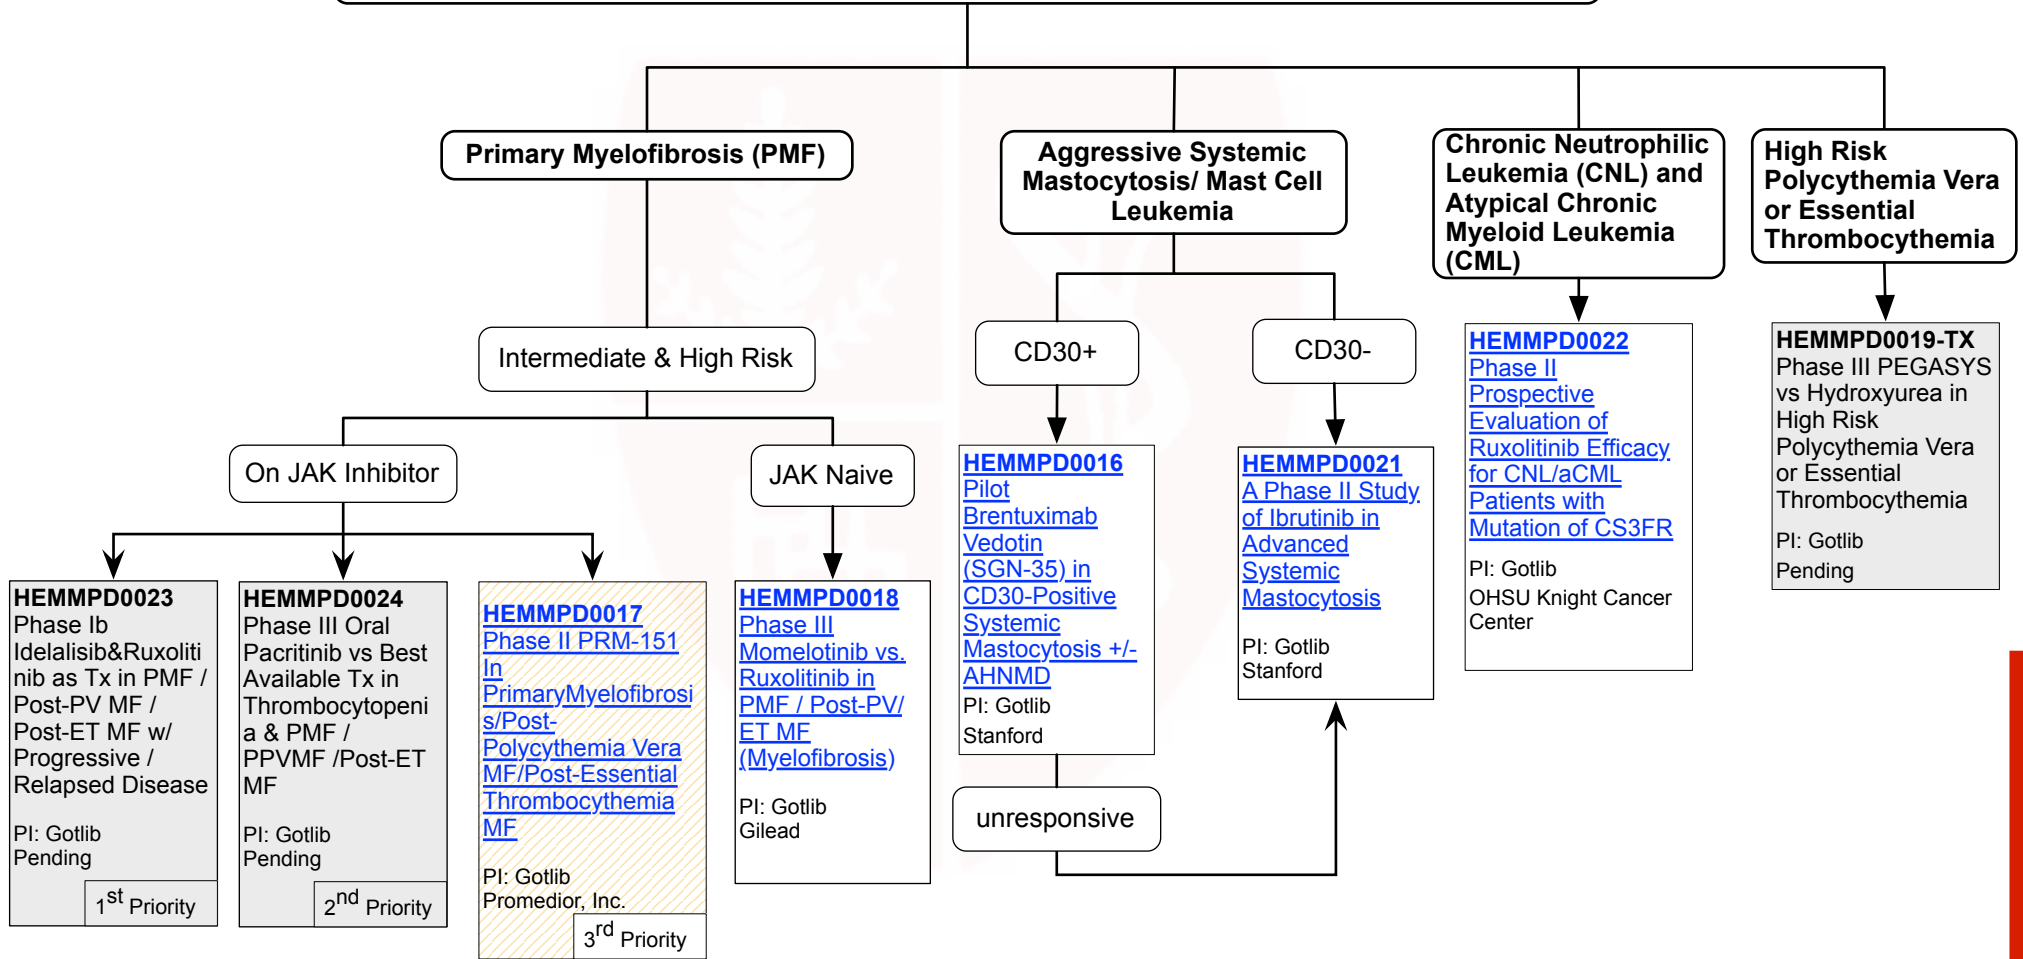 Primary Myelofibrosis (PMF)
Aggressive Systemic
Mastocytosis/ Mast Cell
Leukemia
Chronic Neutrophilic
Leukemia (CNL) and
Atypical Chronic
Myeloid Leukemia
(CML)
High Risk
Polycythemia Vera
or Essential
Thrombocythemia
Intermediate & High Risk
CD30+
CD30-
On JAK Inhibitor
JAK Naive
HEMMPD0023
Phase Ib
Idelalisib&Ruxoliti
nib as Tx in PMF /
Post-PV MF /
Post-ET MF w/
Progressive /
Relapsed Disease
PI: Gotlib
Pending
1st Priority
HEMMPD0024
Phase III Oral
Pacritinib vs Best
Available Tx in
Thrombocytopeni
a & PMF /
PPVMF /Post-ET
MF
PI: Gotlib
Pending
2nd Priority
HEMMPD0017
Phase II PRM-151
In
PrimaryMyelofibrosi
s/Post-
Polycythemia Vera
MF/Post-Essential
Thrombocythemia
MF
PI: Gotlib
Promedior, Inc.
3rd Priority
HEMMPD0018
Phase III
Momelotinib vs.
Ruxolitinib in
PMF / Post-PV/
ET MF
(Myelofibrosis)
PI: Gotlib
Gilead
HEMMPD0016
Pilot
Brentuximab
Vedotin
(SGN-35) in
CD30-Positive
Systemic
Mastocytosis +/-
AHNMD
PI: Gotlib
Stanford
unresponsive
HEMMPD0021
A Phase II Study
of Ibrutinib in
Advanced
Systemic
Mastocytosis
PI: Gotlib
Stanford
HEMMPD0022
Phase II
Prospective
Evaluation of
Ruxolitinib Efficacy
for CNL/aCML
Patients with
Mutation of CS3FR
PI: Gotlib
OHSU Knight Cancer
Center
HEMMPD0019-TX
Phase III PEGASYS
vs Hydroxyurea in
High Risk
Polycythemia Vera
or Essential
Thrombocythemia
PI: Gotlib
Pending